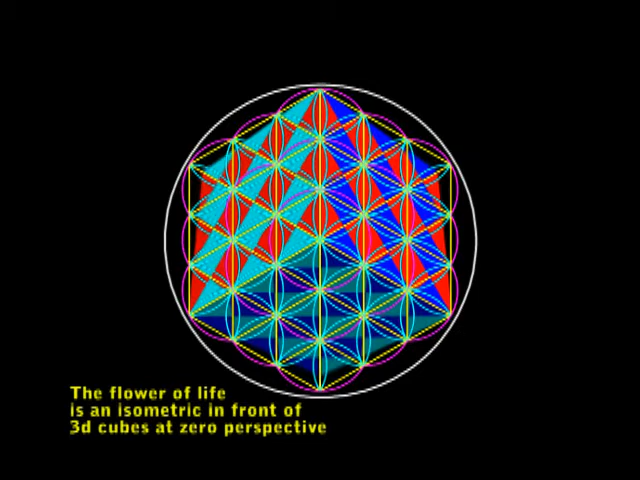 The flower of life
is an isometric in front of
3d cubes at zero perspective